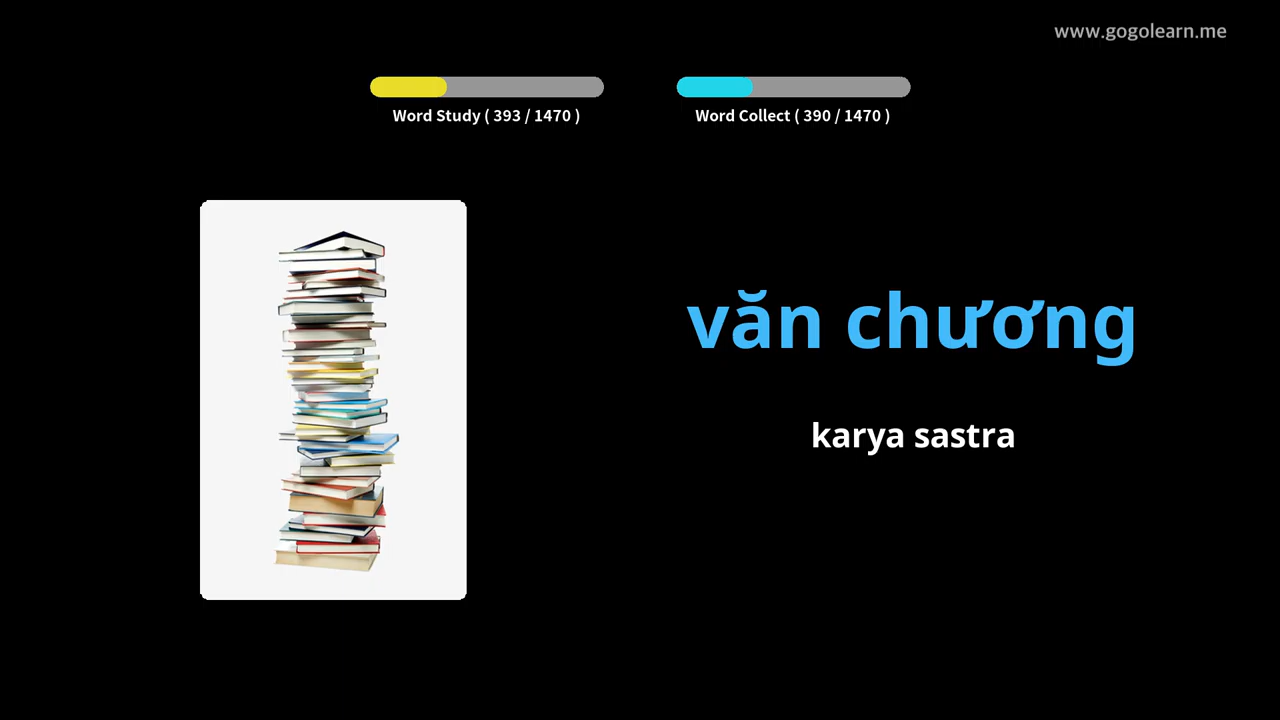 www.gogolearn.me
Word Study ( 393 / 1470 )
Word Collect ( 390 / 1470 )
văn chương
karya sastra